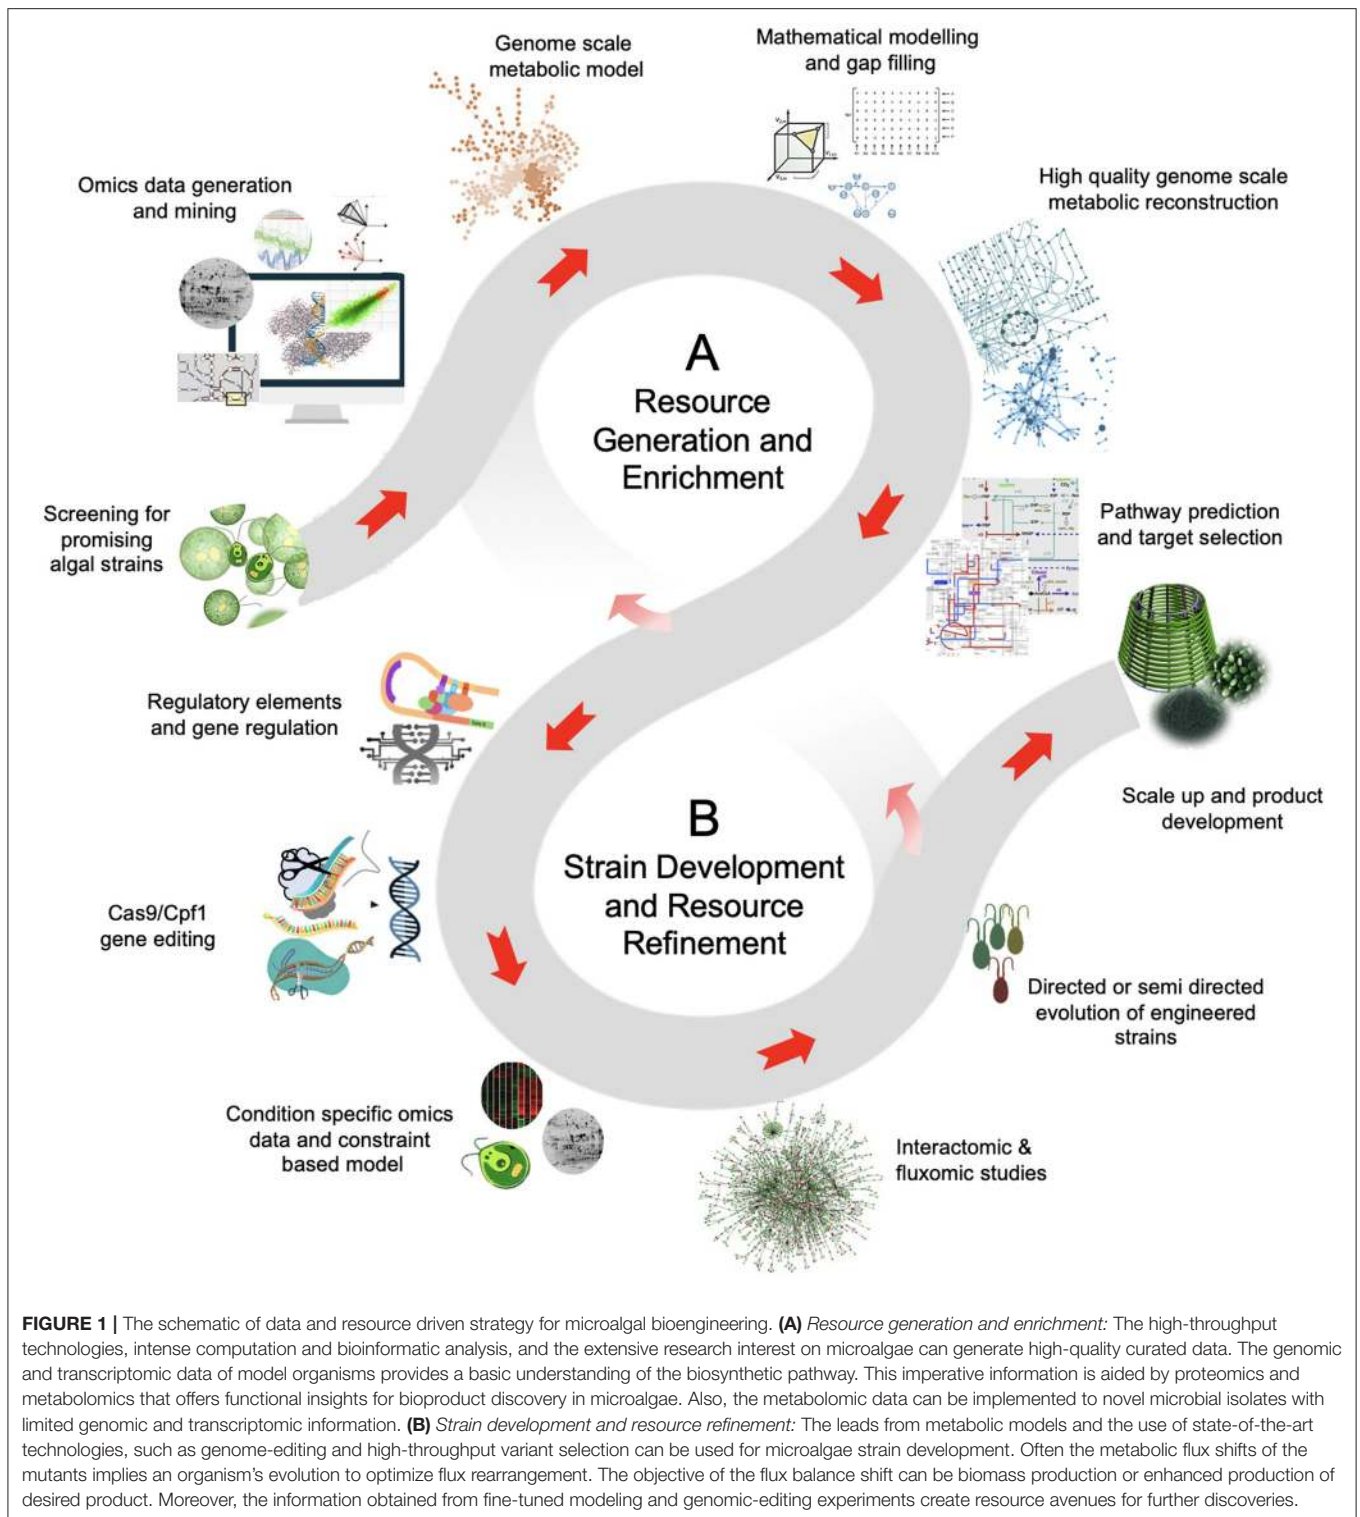 Genome scale
metabolic model
Mathematical modelling
and gap filling
Omics data generation
and mining
High quality genome scale
metabolic reconstruction
A
Resource
Generation and
Enrichment
Screening for
promising
algal strains
Pathway prediction
and target selection
Regulatory elements
and gene regulation
Scale up and product
development
B
Strain Development
and Resource
Refinement
Cas9/Cpf1
gene editing
Directed or semi directed
evolution of engineered
strains
Condition specific omics
data and constraint
based model
Interactomic &
fluxomic studies
FIGURE 1 | The schematic of data and resource driven strategy for microalgal bioengineering. (A) Resource generation and enrichment: The high-throughput
technologies, intense computation and bioinformatic analysis, and the extensive research interest on microalgae can generate high-quality curated data. The genomic
and transcriptomic data of model organisms provides a basic understanding of the biosynthetic pathway. This imperative information is aided by proteomics and
metabolomics that offers functional insights for bioproduct discovery in microalgae. Also, the metabolomic data can be implemented to novel microbial isolates with
limited genomic and transcriptomic information. (B) Strain development and resource refinement: The leads from metabolic models and the use of state-of-the-art
technologies, such as genome-editing and high-throughput variant selection can be used for microalgae strain development. Often the metabolic flux shifts of the
mutants implies an organism's evolution to optimize flux rearrangement. The objective of the flux balance shift can be biomass production or enhanced production of
desired product. Moreover, the information obtained from fine-tuned modeling and genomic-editing experiments create resource avenues for further discoveries.